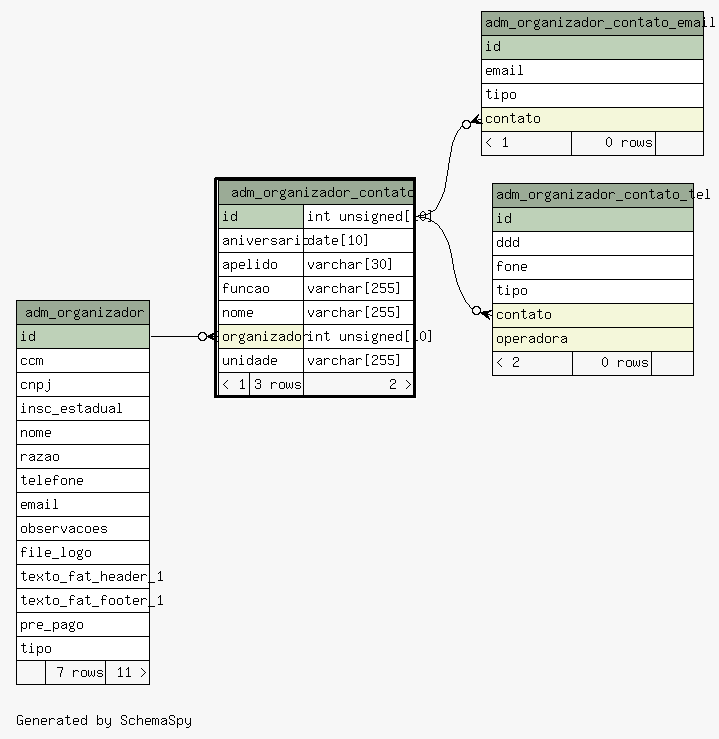 adm_organizador_contato_email
id
email
tipo
contato
< 1 0 rows
adm_organizador_contato
id int unsigned[10]
aniversario date[10]
apelido varchar[30]
funcao varchar[255]
nome varchar[255]
organizador int unsigned[10]
unidade varchar[255]
< 1 3 rows 2 >
adm_organizador_contato_tel
id
ddd
fone
tipo
contato
operadora
< 2 0 rows
adm_organizador
id
ccm
cnpj
insc_estadual
nome
razao
telefone
email
observacoes
file_logo
texto_fat_header_1
texto_fat_footer_1
pre_pago
tipo
7 rows 11 >
Generated by SchemaSpy